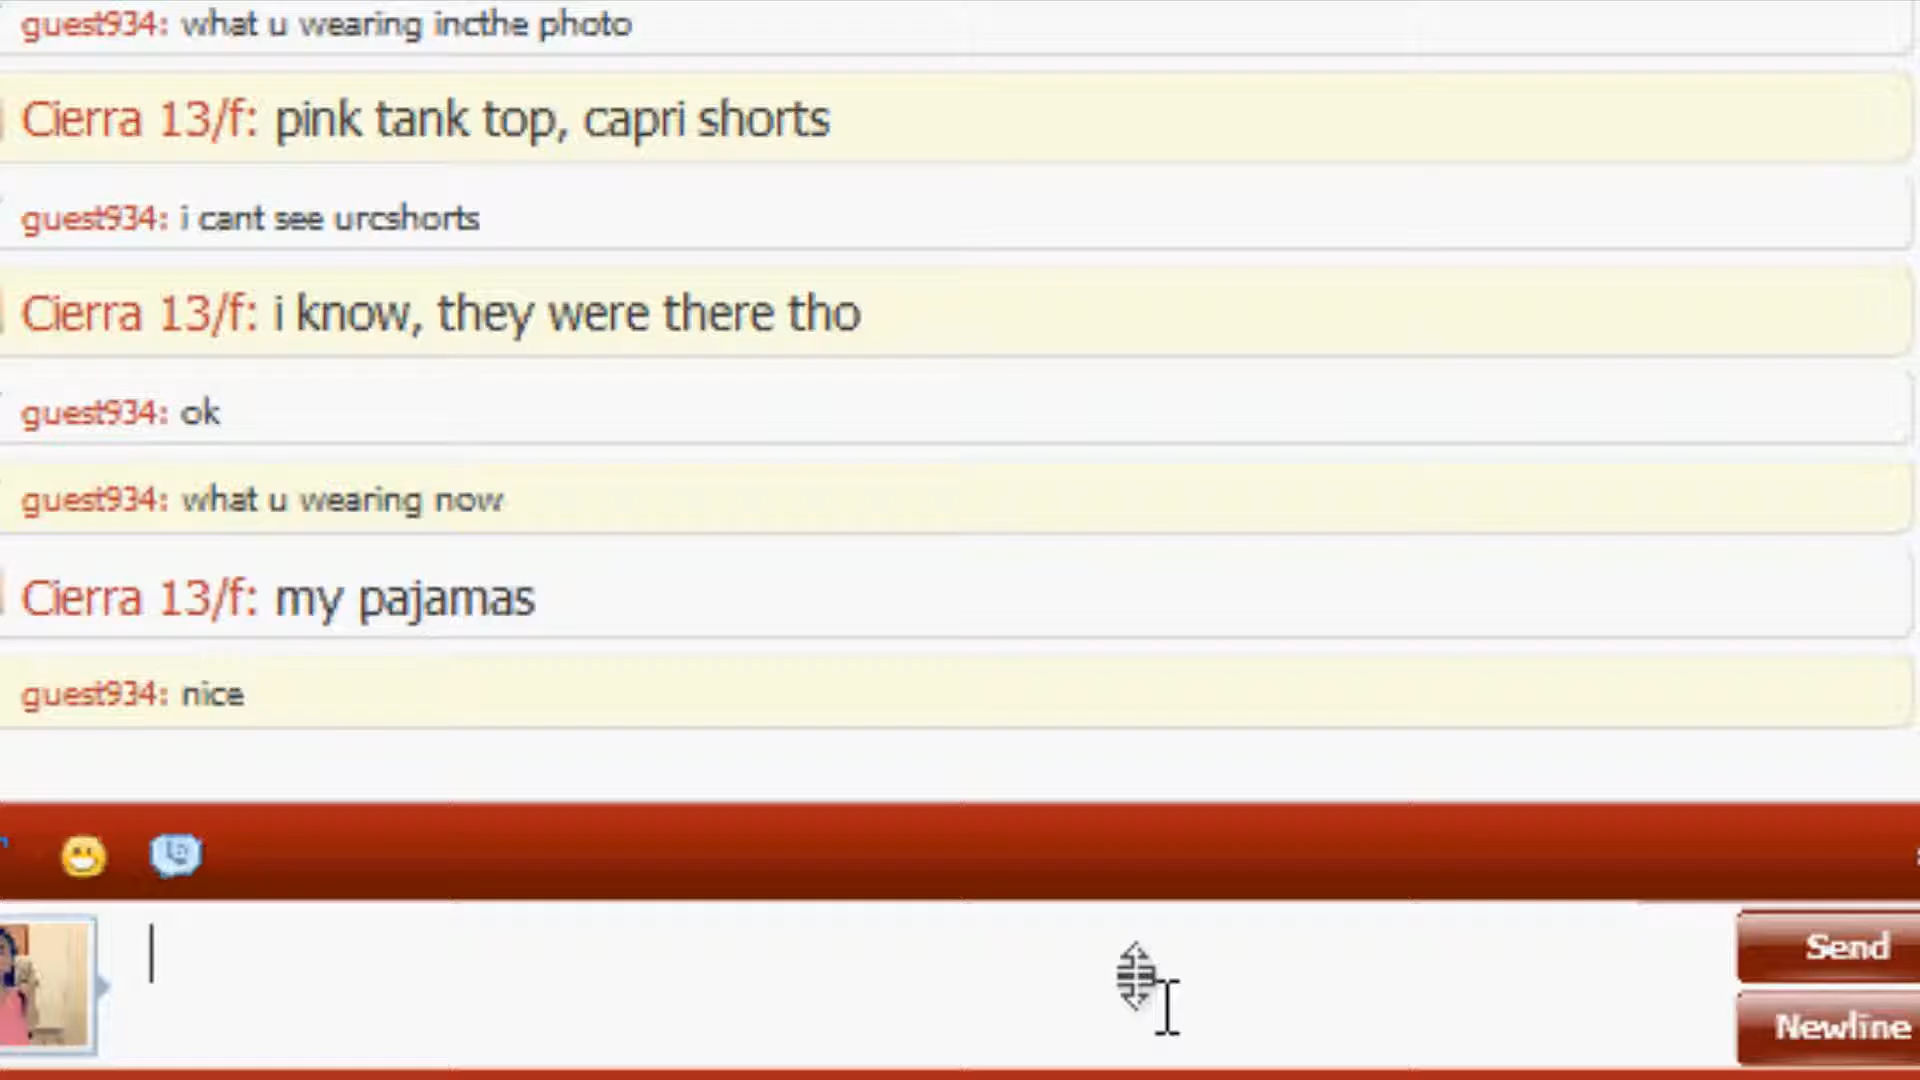 guest934: what u wearing incthe photo
Cierra 13/f: pink tank top, capri shorts
guest934: i cant see urcshorts
Cierra 13/f: i know, they were there tho
guest934: ok
guest934: what u wearing now
Cierra 13/f: my pajamas
guest934: nice
Send
Newline